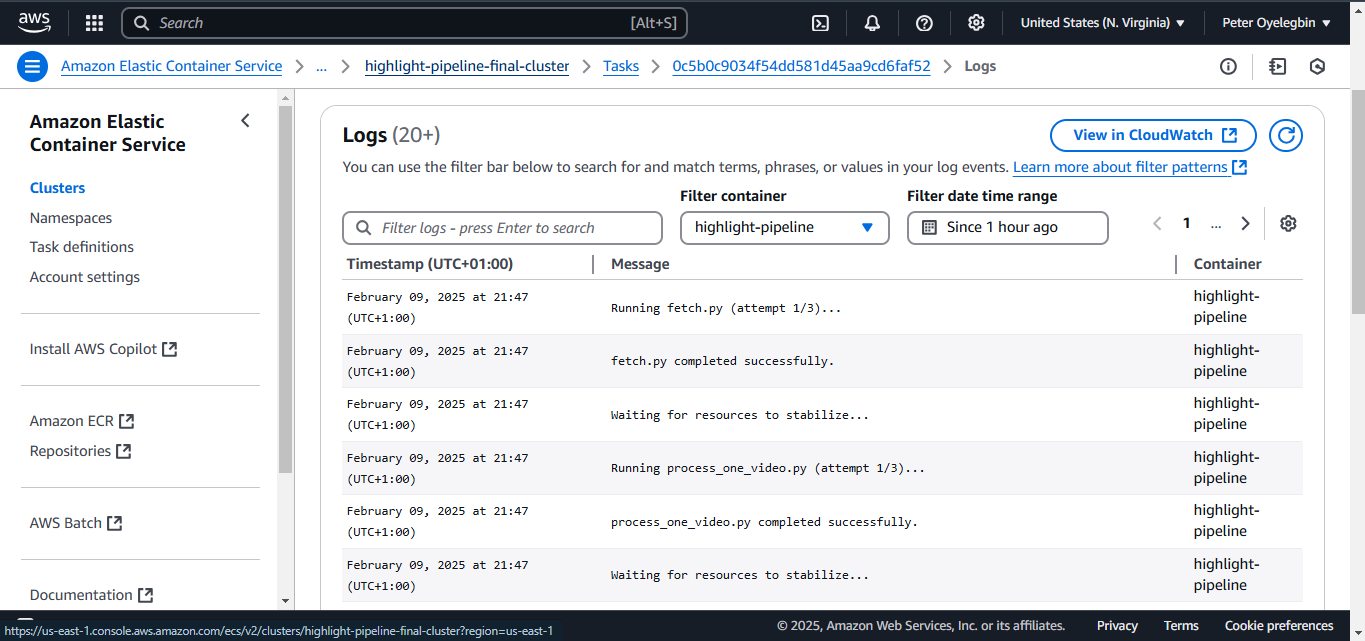 aws
Search [Alt+S]
United States (N. Virginia)
Peter Oyelegbin
Amazon Elastic Container Service
...
highlight-pipeline-final-cluster
Tasks
0c5b0c9034f54dd581d45aa9cd6faf52
Logs
Amazon Elastic
Container Service
Clusters
Namespaces
Task definitions
Account settings
Install AWS Copilot
Amazon ECR
Repositories
AWS Batch
Documentation
Logs (20+)
View in CloudWatch
You can use the filter bar below to search for and match terms, phrases, or values in your log events. Learn more about filter patterns
Filter container
Filter date time range
Filter logs - press Enter to search
highlight-pipeline
Since 1 hour ago
1 ...
Timestamp (UTC+01:00)
Message
Container
February 09, 2025 at 21:47
(UTC+1:00)
Running fetch.py (attempt 1/3)...
highlight-
pipeline
February 09, 2025 at 21:47
(UTC+1:00)
fetch.py completed successfully.
highlight-
pipeline
February 09, 2025 at 21:47
(UTC+1:00)
Waiting for resources to stabilize...
highlight-
pipeline
February 09, 2025 at 21:47
(UTC+1:00)
Running process_one_video.py (attempt 1/3)...
highlight-
pipeline
February 09, 2025 at 21:47
(UTC+1:00)
process_one_video.py completed successfully.
highlight-
pipeline
February 09, 2025 at 21:47
(UTC+1:00)
Waiting for resources to stabilize...
highlight-
pipeline
https://us-east-1.console.aws.amazon.com/ecs/v2/clusters/highlight-pipeline-final-cluster?region=us-east-1
© 2025, Amazon Web Services, Inc. or its affiliates.
Privacy
Terms
Cookie preferences